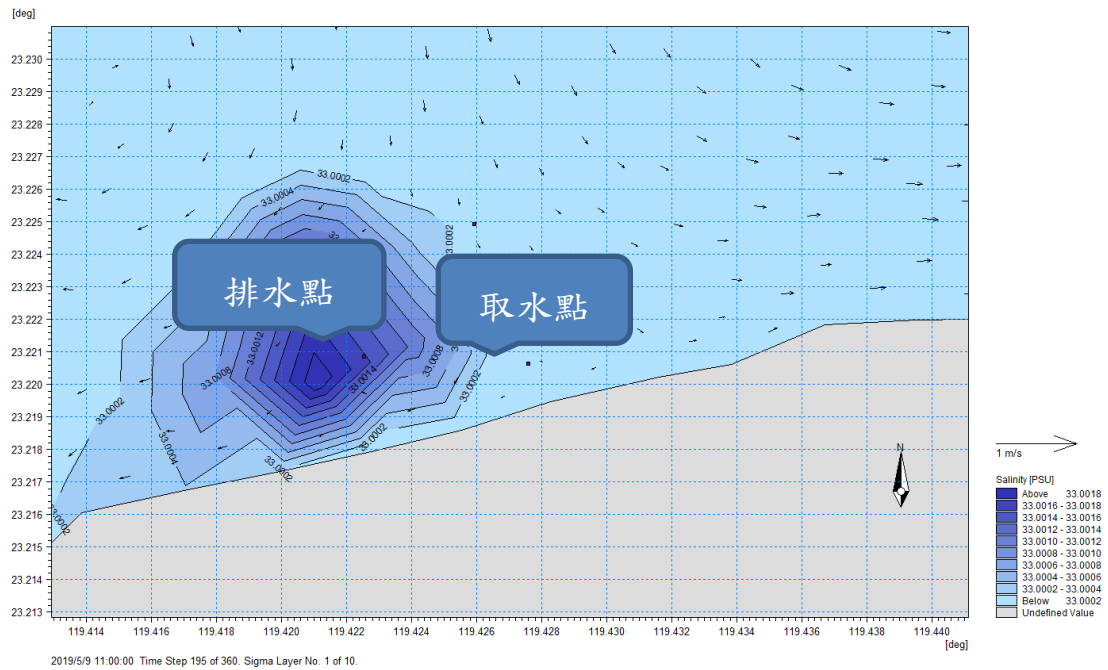 [deg]
23.230
23.229
23.228
23.227
23.226
23.225
23.224
23.223
23.222
23.221
23.220
23.219
23.218
23.217
23.216
23.215
23.214
23.213
33.0002
33.0004
33.0002
排水點
取水點
33.0012
33.0008
33.0014
33.0008
33.0002
33.0002
33.0004
33.0002
33.0002
33.0002
119.414
119.416
119.418
119.420
119.422
119.424
119.426
119.428
119.430
119.432
119.434
119.436
119.438
119.440
[deg]
N
1 m/s
Salinity [PSU]
Above 33.0018
33.0016 - 33.0018
33.0014 - 33.0016
33.0012 - 33.0014
33.0010 - 33.0012
33.0008 - 33.0010
33.0006 - 33.0008
33.0004 - 33.0006
33.0002 - 33.0004
Below 33.0002
Undefined Value
2019/5/9 11:00:00 Time Step 195 of 360. Sigma Layer No. 1 of 10.